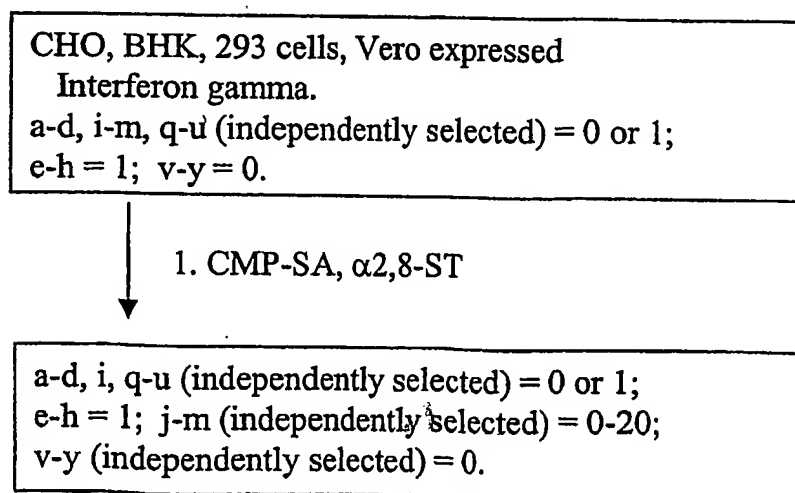 CHO, BHK, 293 cells, Vero expressed
Interferon gamma.
a-d, i-m, q-u (independently selected) = 0 or 1;
e-h = 1; v-y = 0.
1. CMP-SA, α2,8-ST
a-d, i, q-u (independently selected) = 0 or 1;
e-h = 1; j-m (independently selected) = 0-20;
v-y (independently selected) = 0.